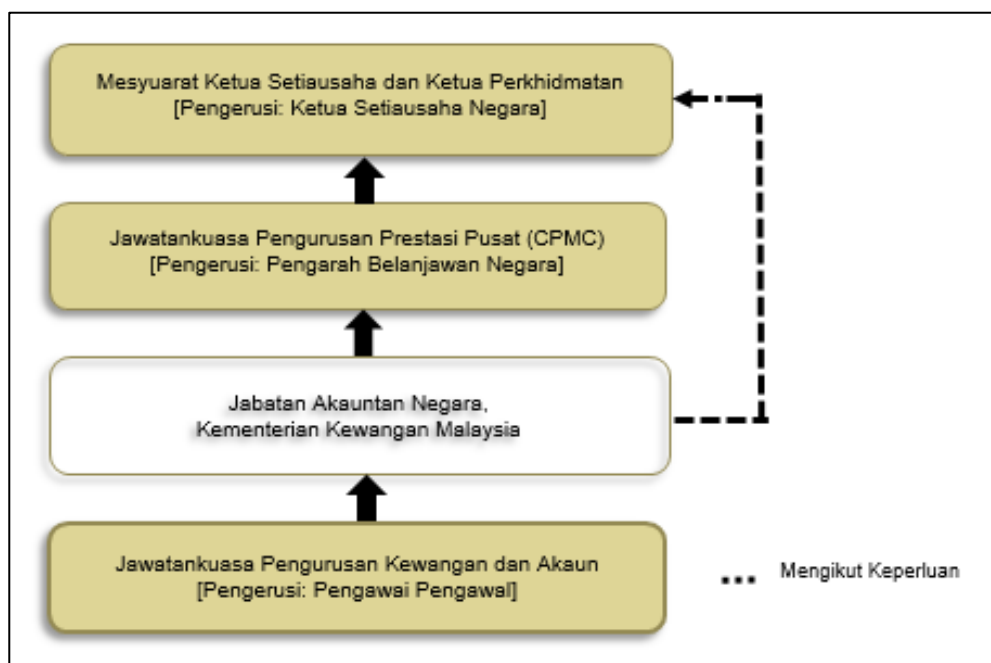 Mesyuarat Ketua Setiausaha dan Ketua Perkhidmatan
[Pengerusi: Ketua Setiausaha Negara]
Jawatankuasa Pengurusan Prestasi Pusat (CPMC)
[Pengerusi: Pengarah Belanjawan Negara]
Jabatan Akauntan Negara,
Kementerian Kewangan Malaysia
Jawatankuasa Pengurusan Kewangan dan Akaun
[Pengerusi: Pengawai Pengawal]
Mengikut Keperluan